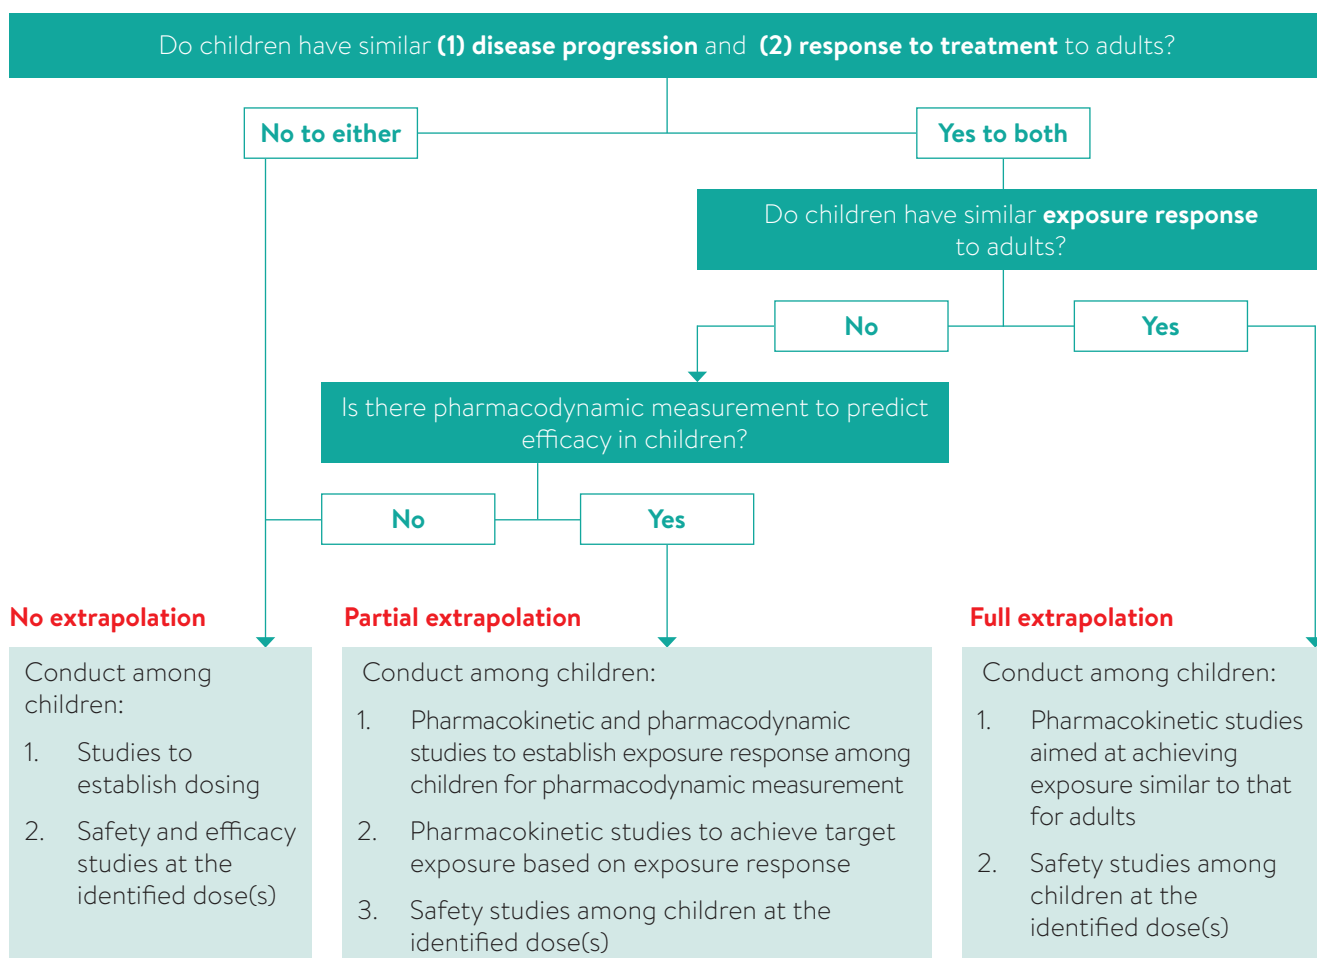 Do children have similar (1) disease progression and (2) response to treatment to adults?
No to either
Yes to both
Do children have similar exposure response
to adults?
No
Yes
Is there pharmacodynamic measurement to predict
efficacy in children?
No
Yes
No extrapolation
Conduct among
children:
1. Studies to
establish dosing
2. Safety and efficacy
studies at the
identified dose(s)
Partial extrapolation
Conduct among children:
1. Pharmacokinetic and pharmacodynamic
studies to establish exposure response among
children for pharmacodynamic measurement
2. Pharmacokinetic studies to achieve target
exposure based on exposure response
3. Safety studies among children at the
identified dose(s)
Full extrapolation
Conduct among children:
1. Pharmacokinetic studies
aimed at achieving
exposure similar to that
for adults
2. Safety studies among
children at the
identified dose(s)